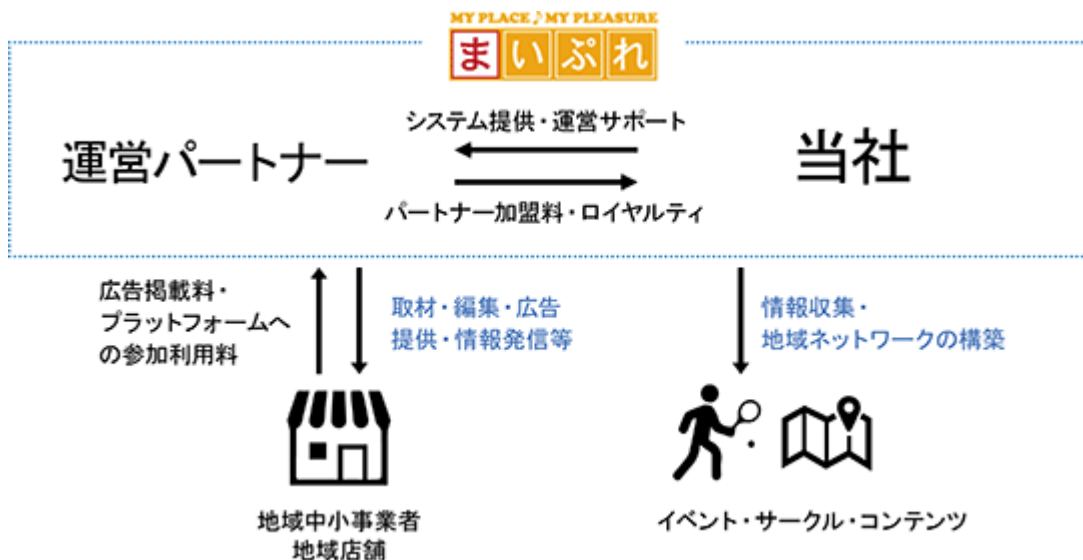 MY PLACE♪MY PLEASURE
まいぷれ
システム提供・運営サポート
運営パートナー
当社
パートナー加盟料・ロイヤルティ
広告掲載料・
プラットフォームへ
の参加利用料
取材・編集・広告
提供・情報発信等
情報収集・
地域ネットワークの構築
地域中小事業者
地域店舗
イベント・サークル・コンテンツ